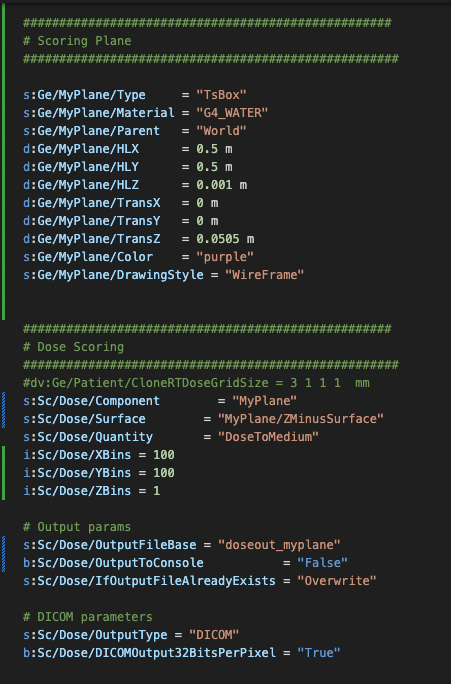 ###################################################
# Scoring Plane
####################################################
s:Ge/MyPlane/Type     = "TsBox"
s:Ge/MyPlane/Material = "G4_WATER"
s:Ge/MyPlane/Parent   = "World"
d:Ge/MyPlane/HLX      = 0.5 m
d:Ge/MyPlane/HLY      = 0.5 m
d:Ge/MyPlane/HLZ      = 0.001 m
d:Ge/MyPlane/TransX   = 0 m
d:Ge/MyPlane/TransY   = 0 m
d:Ge/MyPlane/TransZ   = 0.0505 m
s:Ge/MyPlane/Color    = "purple"
s:Ge/MyPlane/DrawingStyle = "WireFrame"
###################################################
# Dose Scoring
####################################################
#dv:Ge/Patient/CloneRTDoseGridSize = 3 1 1 1  mm
s:Sc/Dose/Component        = "MyPlane"
s:Sc/Dose/Surface        = "MyPlane/ZMinusSurface"
s:Sc/Dose/Quantity       = "DoseToMedium"
i:Sc/Dose/XBins = 100
i:Sc/Dose/YBins = 100
i:Sc/Dose/ZBins = 1
# Output params
s:Sc/Dose/OutputFileBase = "doseout_myplane"
b:Sc/Dose/OutputToConsole           = "False"
s:Sc/Dose/IfOutputFileAlreadyExists = "Overwrite"
# DICOM parameters
s:Sc/Dose/OutputType = "DICOM"
b:Sc/Dose/DICOMOutput32BitsPerPixel = "True"